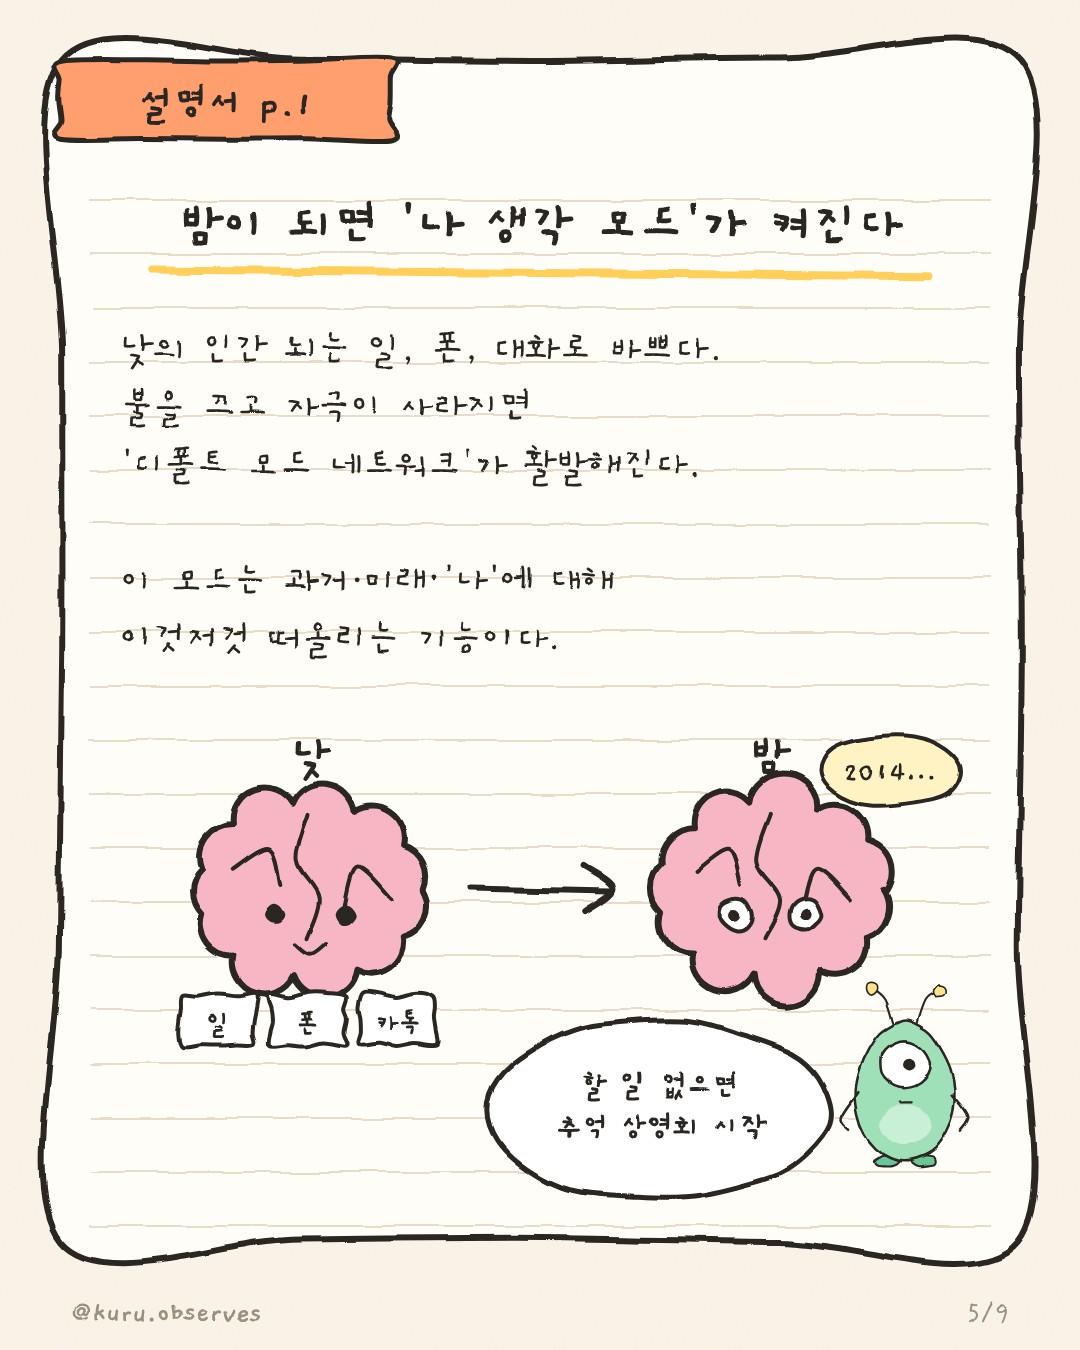 설명서 p.1
밤이 되면 '나 생각 모드'가 켜진다
낮의 인간 뇌는 일, 폰, 대화로 바쁘다.
불을 끄고 자극이 사라지면
'디폴트 모드 네트워크'가 활발해진다.
이 모드는 과거·미래·'나'에 대해
이것저것 떠올리는 기능이다.
낮
밤
2014...
일
폰
카톡
할 일 없으면
추억 상영회 시작
@kuru.observes
5/9